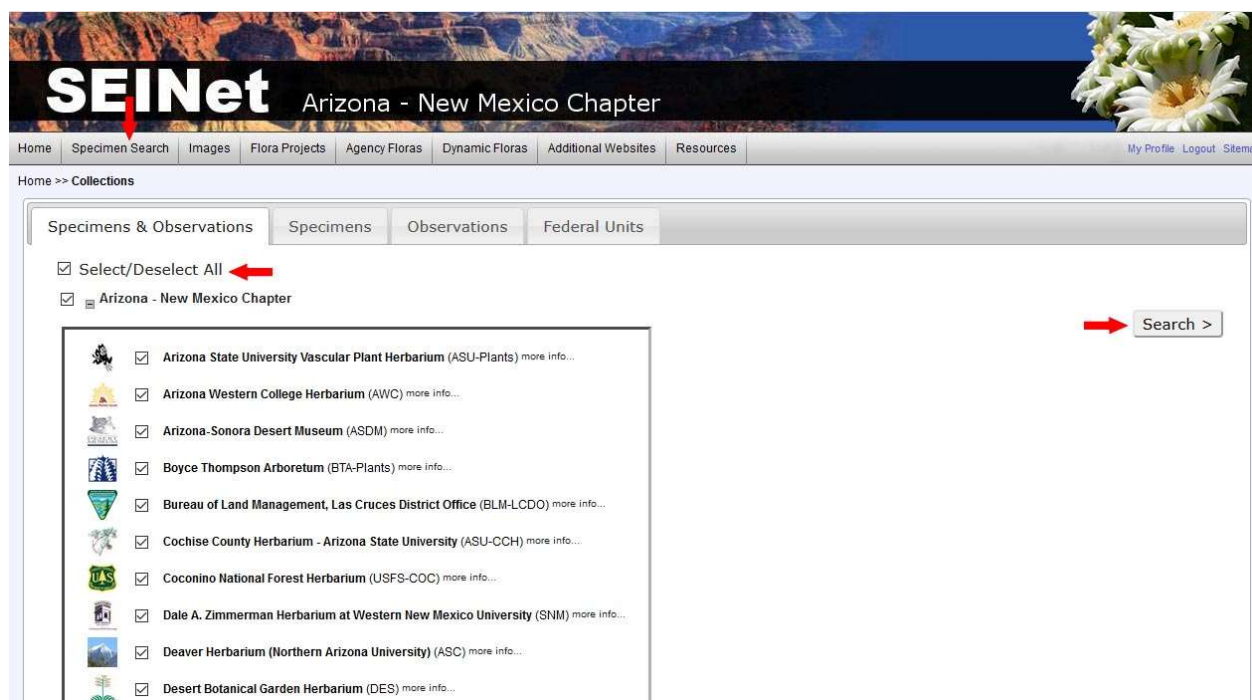 SEINet Arizona - New Mexico Chapter
Home Specimen Search Images Flora Projects Agency Floras Dynamic Floras Additional Websites Resources My Profile Logout Sitem
Home >> Collections
Specimens & Observations Specimens Observations Federal Units
Select/Deselect All
Arizona - New Mexico Chapter
Search >
Arizona State University Vascular Plant Herbarium (ASU-Plants) more info...
Arizona Western College Herbarium (AWC) more info...
Arizona-Sonora Desert Museum (ASDM) more info...
Boyce Thompson Arboretum (BTA-Plants) more info...
Bureau of Land Management, Las Cruces District Office (BLM-LCDO) more info...
Cochise County Herbarium - Arizona State University (ASU-CCH) more info...
UAS
Coconino National Forest Herbarium (USFS-COC) more info...
Dale A. Zimmerman Herbarium at Western New Mexico University (SNM) more info...
Deaver Herbarium (Northern Arizona University) (ASC) more info...
Desert Botanical Garden Herbarium (DES) more info...